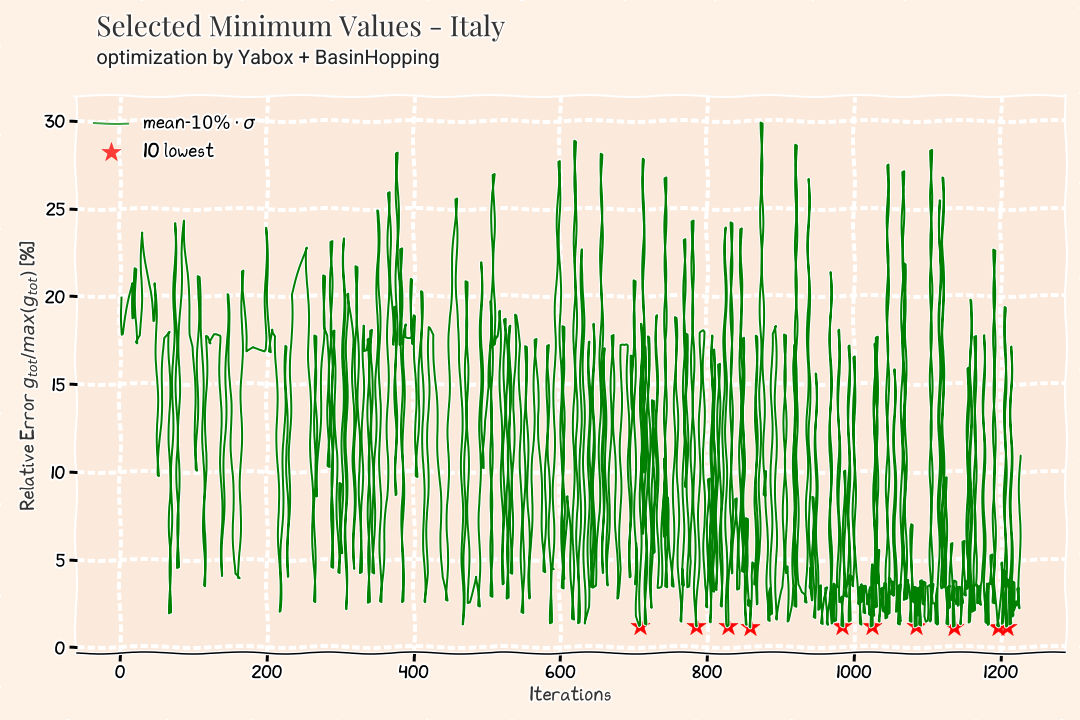 Selected Minimum Values - Italy
optimization by Yabox + BasinHopping
mean-10% · σ
10 lowest
30
25
20
15
10
5
0
Relative Error g_tot/max(g_tot) [%]
0 200 400 600 800 1000 1200
Iterations